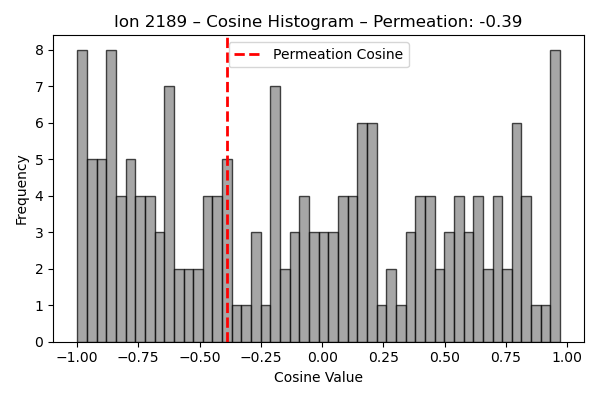 Ion 2189 – Cosine Histogram – Permeation: -0.39
Permeation Cosine
Frequency
8
7
6
5
4
3
2
1
0
−1.00 −0.75 −0.50 −0.25 0.00 0.25 0.50 0.75 1.00
Cosine Value